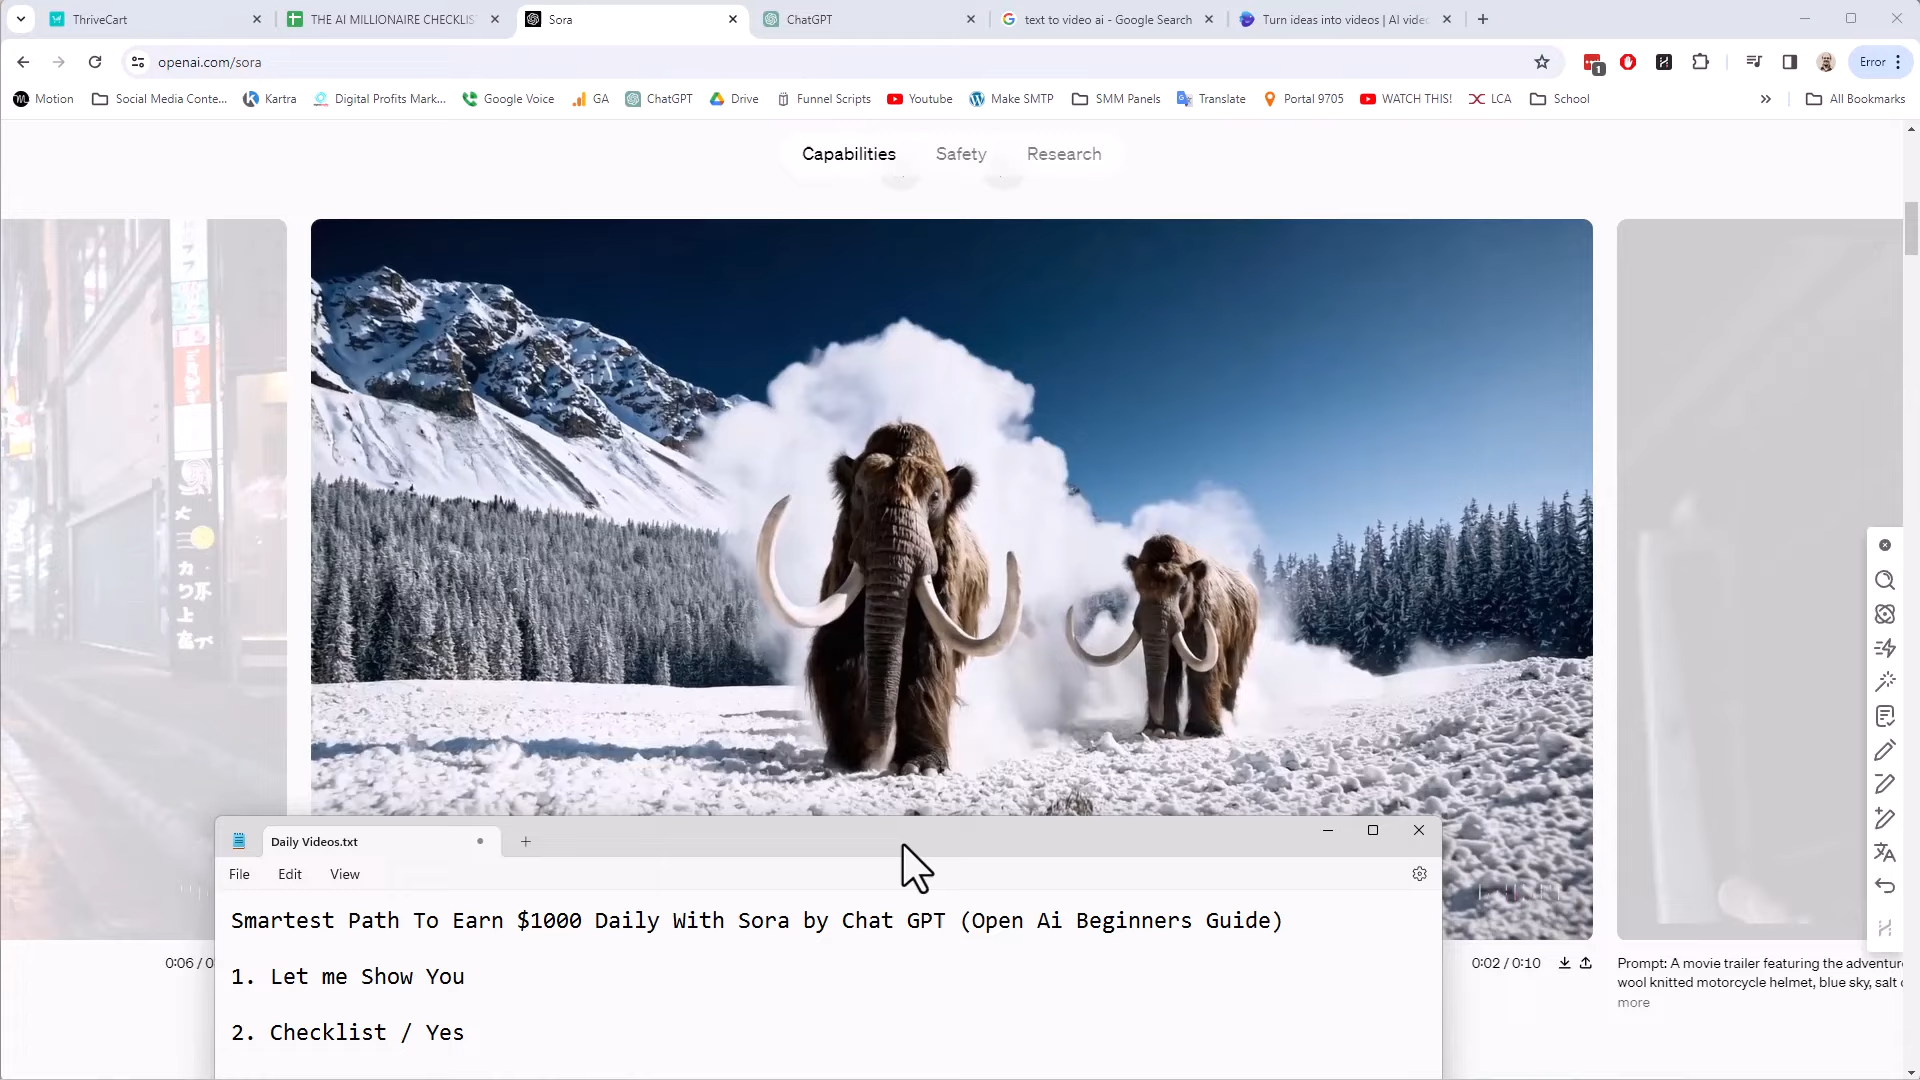 ThriveCart
THE AI MILLIONAIRE CHECKLIS
Sora
ChatGPT
text to video ai - Google Search
Turn ideas into videos | AI vide
openai.com/sora
1
Error
Motion
Social Media Conte...
Kartra
Digital Profits Mark...
Google Voice
GA
ChatGPT
Drive
Funnel Scripts
Youtube
Make SMTP
SMM Panels
Translate
Portal 9705
WATCH THIS!
LCA
School
All Bookmarks
Capabilities
Safety
Research
0:06 / 0
0:02 / 0:10
Prompt: A movie trailer featuring the adventur
wool knitted motorcycle helmet, blue sky, salt
more
Daily Videos.txt
File
Edit
View
Smartest Path To Earn $1000 Daily With Sora by Chat GPT (Open Ai Beginners Guide)
1. Let me Show You
2. Checklist / Yes